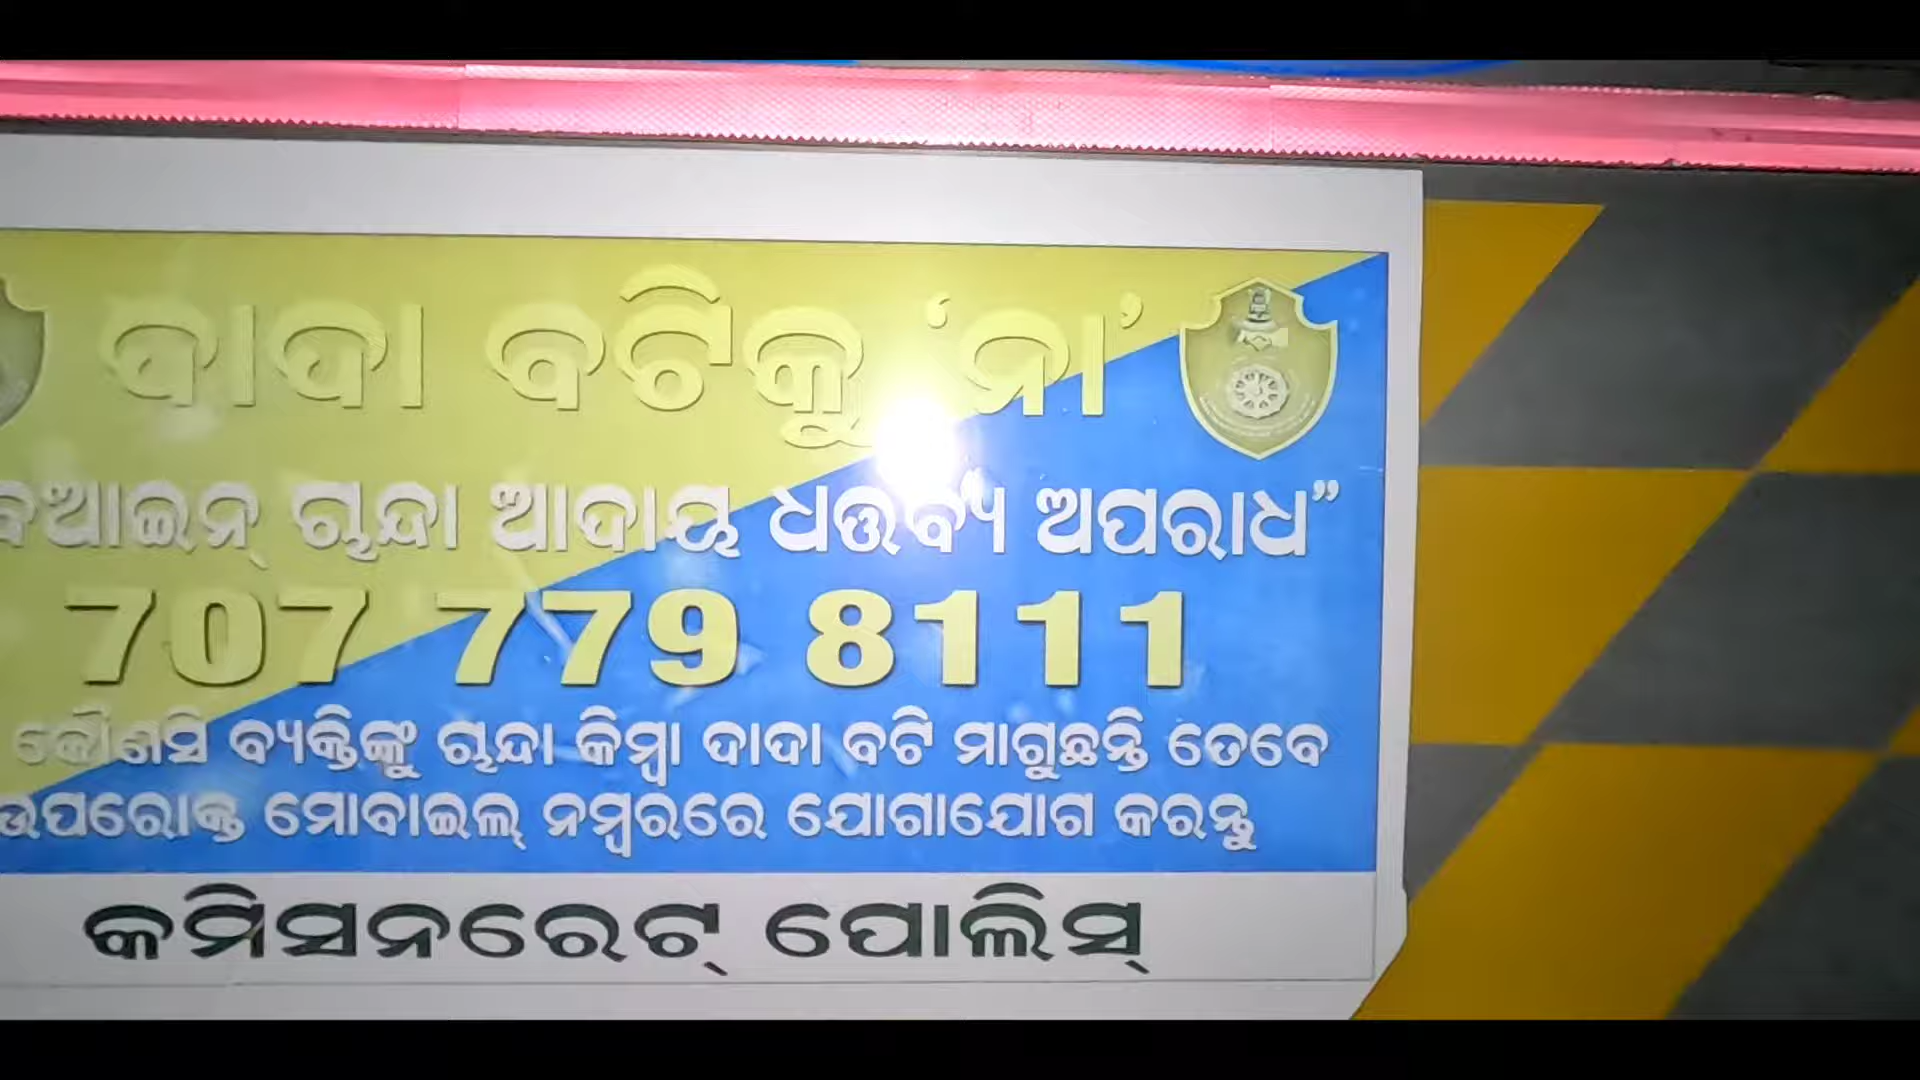 ଦାଦା ବଟିକୁ ‘ନା’
ବଆଇନ୍ ଚାନ୍ଦା ଆଦାୟ ଧର୍ତ୍ତବ୍ୟ ଅପରାଧ”
707 779 8111
କୌଣସି ବ୍ୟକ୍ତିଙ୍କୁ ଚାନ୍ଦା କିମ୍ବା ଦାଦା ବଟି ମାଗୁଛନ୍ତି ତେବେ
ଉପରୋକ୍ତ ମୋବାଇଲ୍ ନମ୍ବରରେ ଯୋଗାଯୋଗ କରନ୍ତୁ
କମିସନରେଟ୍ ପୋଲିସ୍